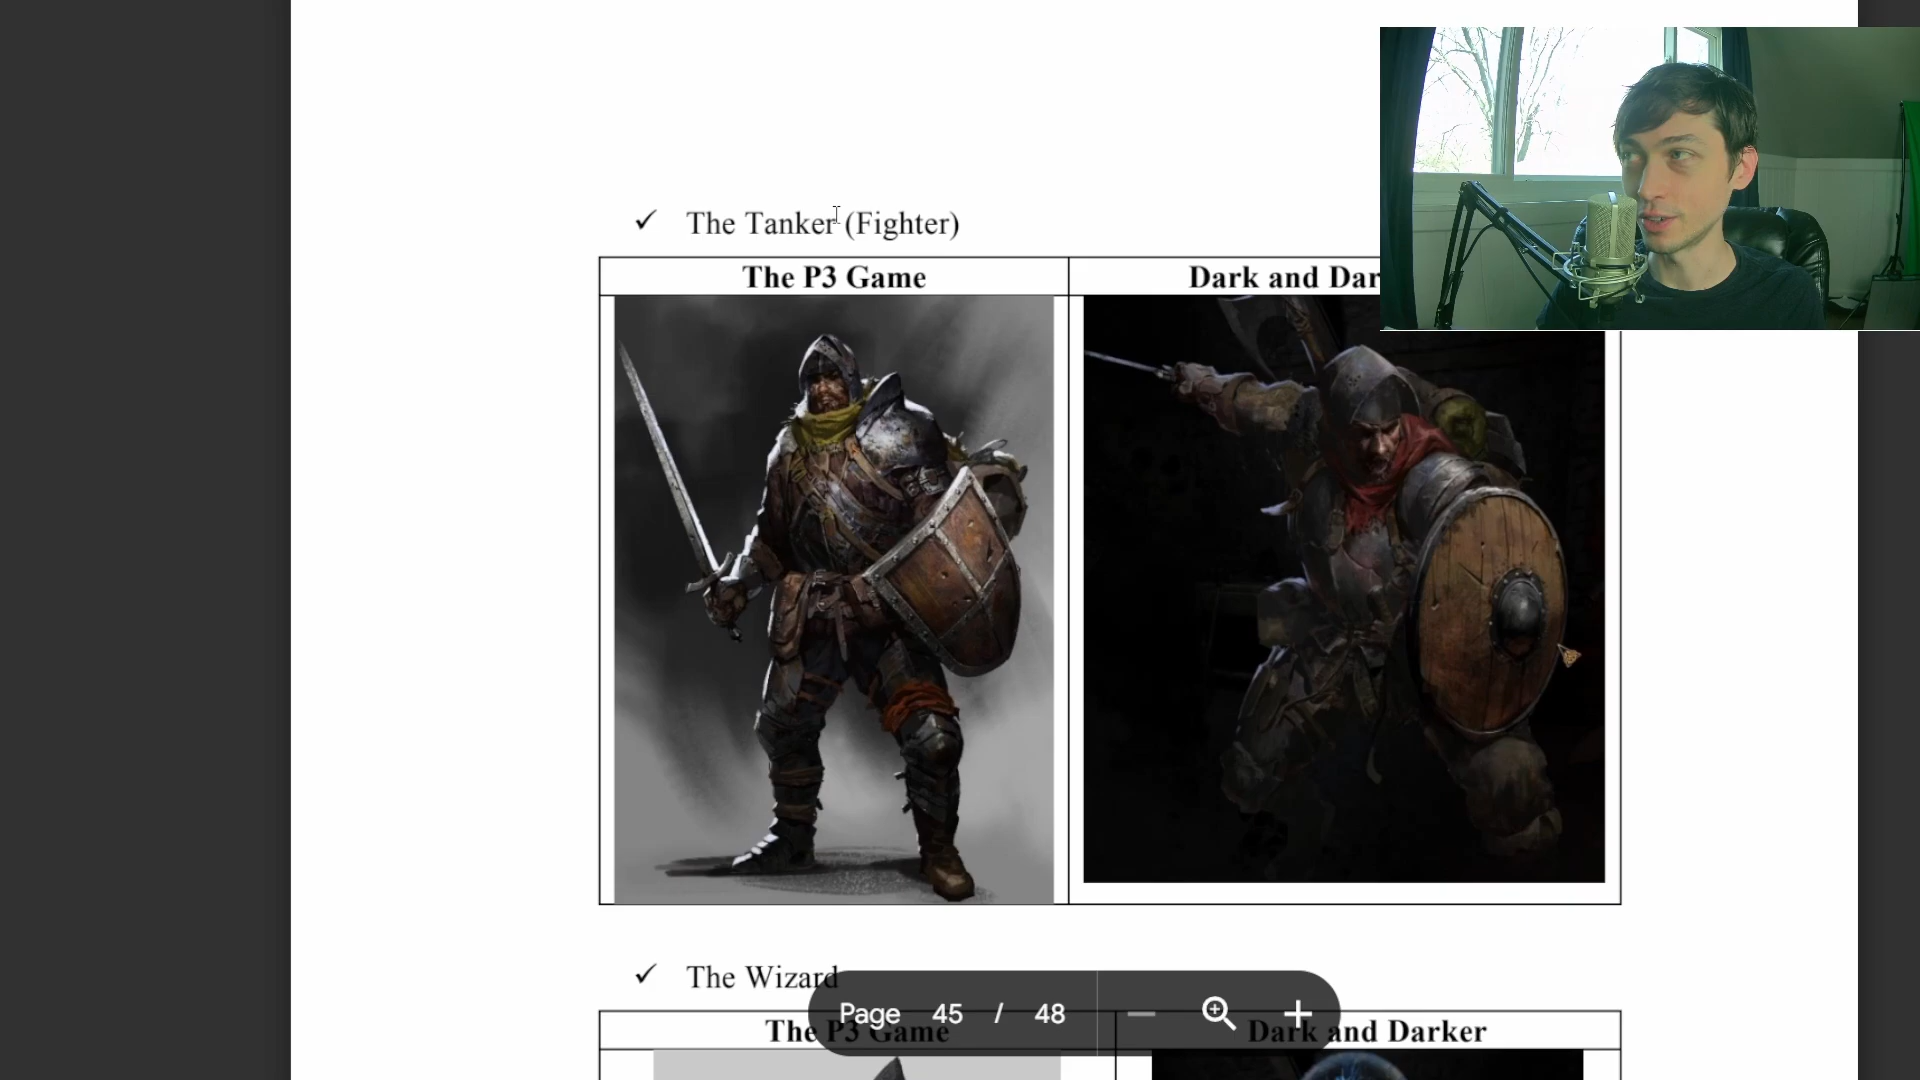 ✓ The Tanker (Fighter)
The P3 Game
Dark and Dar
✓ The Wizard
The P3 Game
Dark and Darker
Page 45 / 48